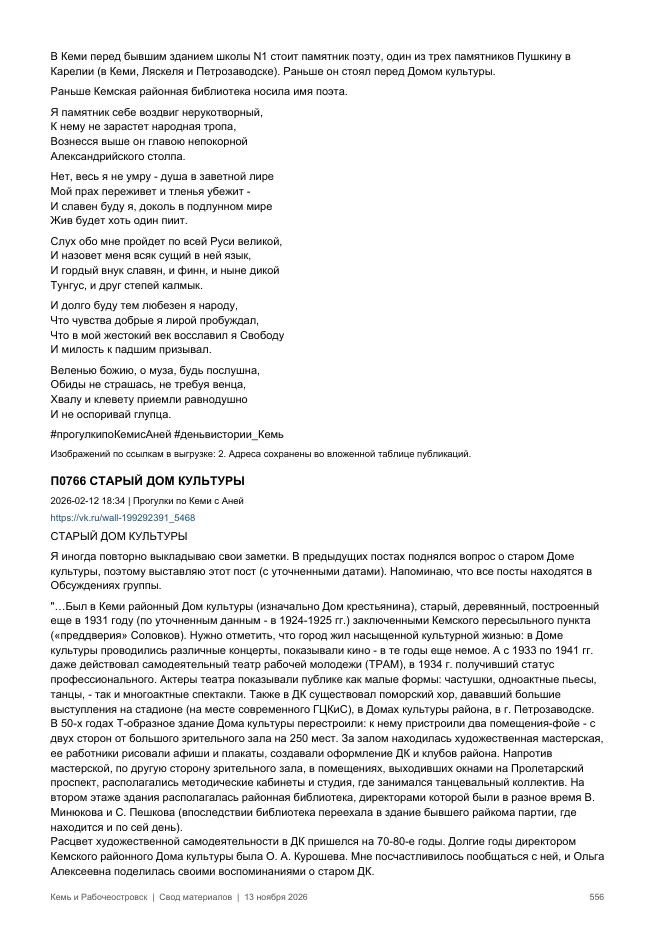 В Кеми перед бывшим зданием школы N1 стоит памятник поэту, один из трех памятников Пушкину в
Карелии (в Кеми, Ляскеля и Петрозаводске). Раньше он стоял перед Домом культуры.
Раньше Кемская районная библиотека носила имя поэта.
Я памятник себе воздвиг нерукотворный,
К нему не зарастет народная тропа,
Вознесся выше он главою непокорной
Александрийского столпа.
Нет, весь я не умру - душа в заветной лире
Мой прах переживет и тленья убежит -
И славен буду я, доколь в подлунном мире
Жив будет хоть один пиит.
Слух обо мне пройдет по всей Руси великой,
И назовет меня всяк сущий в ней язык,
И гордый внук славян, и финн, и ныне дикой
Тунгус, и друг степей калмык.
И долго буду тем любезен я народу,
Что чувства добрые я лирой пробуждал,
Что в мой жестокий век восславил я Свободу
И милость к падшим призывал.
Веленью божию, о муза, будь послушна,
Обиды не страшась, не требуя венца,
Хвалу и клевету приемли равнодушно
И не оспоривай глупца.
#прогулкипоКемисАней #деньвистории_Кемь
Изображений по ссылкам в выгрузке: 2. Адреса сохранены во вложенной таблице публикаций.
П0766 СТАРЫЙ ДОМ КУЛЬТУРЫ
2026-02-12 18:34 | Прогулки по Кеми с Аней
https://vk.ru/wall-199292391_5468
СТАРЫЙ ДОМ КУЛЬТУРЫ
Я иногда повторно выкладываю свои заметки. В предыдущих постах поднялся вопрос о старом Доме
культуры, поэтому выставляю этот пост (с уточненными датами). Напоминаю, что все посты находятся в
Обсуждениях группы.
"…Был в Кеми районный Дом культуры (изначально Дом крестьянина), старый, деревянный, построенный
еще в 1931 году (по уточненным данным - в 1924-1925 гг.) заключенными Кемского пересыльного пункта
(«преддверия» Соловков). Нужно отметить, что город жил насыщенной культурной жизнью: в Доме
культуры проводились различные концерты, показывали кино - в те годы еще немое. А с 1933 по 1941 гг.
даже действовал самодеятельный театр рабочей молодежи (ТРАМ), в 1934 г. получивший статус
профессионального. Актеры театра показывали публике как малые формы: частушки, одноактные пьесы,
танцы, - так и многоактные спектакли. Также в ДК существовал поморский хор, дававший большие
выступления на стадионе (на месте современного ГЦКиС), в Домах культуры района, в г. Петрозаводске.
В 50-х годах Т-образное здание Дома культуры перестроили: к нему пристроили два помещения-фойе - с
двух сторон от большого зрительного зала на 250 мест. За залом находилась художественная мастерская,
ее работники рисовали афиши и плакаты, создавали оформление ДК и клубов района. Напротив
мастерской, по другую сторону зрительного зала, в помещениях, выходивших окнами на Пролетарский
проспект, располагались методические кабинеты и студия, где занимался танцевальный коллектив. На
втором этаже здания располагалась районная библиотека, директорами которой были в разное время В.
Минюкова и С. Пешкова (впоследствии библиотека переехала в здание бывшего райкома партии, где
находится и по сей день).
Расцвет художественной самодеятельности в ДК пришелся на 70-80-е годы. Долгие годы директором
Кемского районного Дома культуры была О. А. Курошева. Мне посчастливилось пообщаться с ней, и Ольга
Алексеевна поделилась своими воспоминаниями о старом ДК.
Кемь и Рабочеостровск | Свод материалов | 13 ноября 2026
556